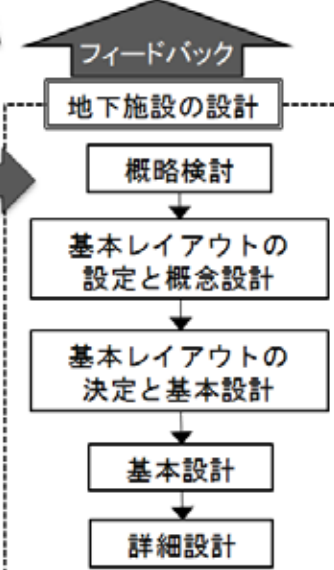 フィードバック
地下施設の設計
概略検討
基本レイアウトの
設定と概念設計
基本レイアウトの
決定と基本設計
基本設計
詳細設計